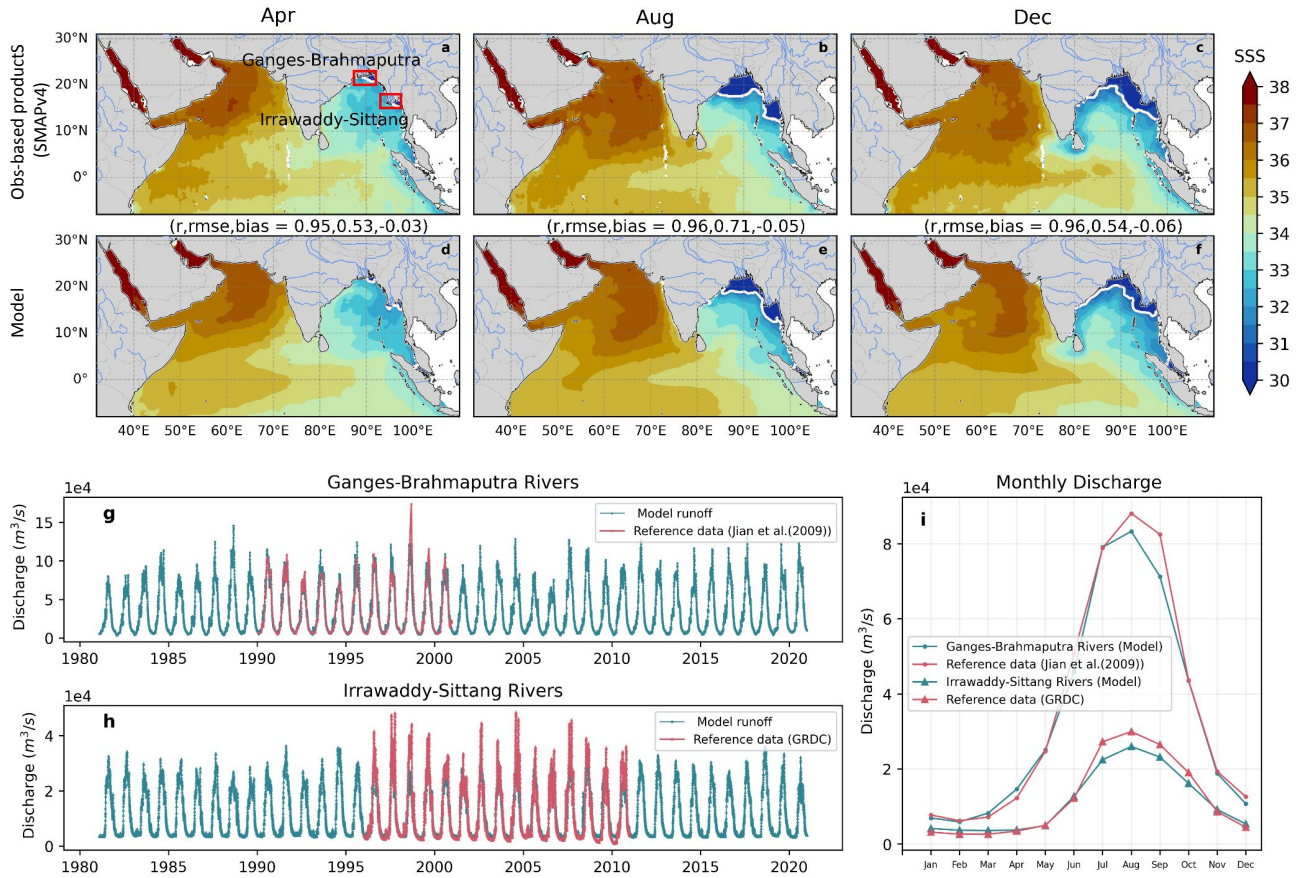 Apr
Aug
Dec
Obs-based productS
(SMAPv4)
30°N
20°N
10°N
0°
a
Ganges-Brahmaputra
Irrawaddy-Sittang
b
c
SSS
38
37
36
35
34
33
32
31
30
(r,rmse,bias = 0.95,0.53,-0.03)
(r,rmse,bias = 0.96,0.71,-0.05)
(r,rmse,bias = 0.96,0.54,-0.06)
Model
30°N
20°N
10°N
0°
d
e
f
40°E 50°E 60°E 70°E 80°E 90°E 100°E
40°E 50°E 60°E 70°E 80°E 90°E 100°E
40°E 50°E 60°E 70°E 80°E 90°E 100°E
Ganges-Brahmaputra Rivers
1e4
g
Model runoff
Reference data (Jian et al.(2009))
Discharge (m³/s)
15
10
5
0
1980 1985 1990 1995 2000 2005 2010 2015 2020
Irrawaddy-Sittang Rivers
1e4
h
Model runoff
Reference data (GRDC)
Discharge (m³/s)
4
2
0
1980 1985 1990 1995 2000 2005 2010 2015 2020
Monthly Discharge
1e4
i
Discharge (m³/s)
8
6
4
2
0
Ganges-Brahmaputra Rivers (Model)
Reference data (Jian et al.(2009))
Irrawaddy-Sittang Rivers (Model)
Reference data (GRDC)
Jan Feb Mar Apr May Jun Jul Aug Sep Oct Nov Dec